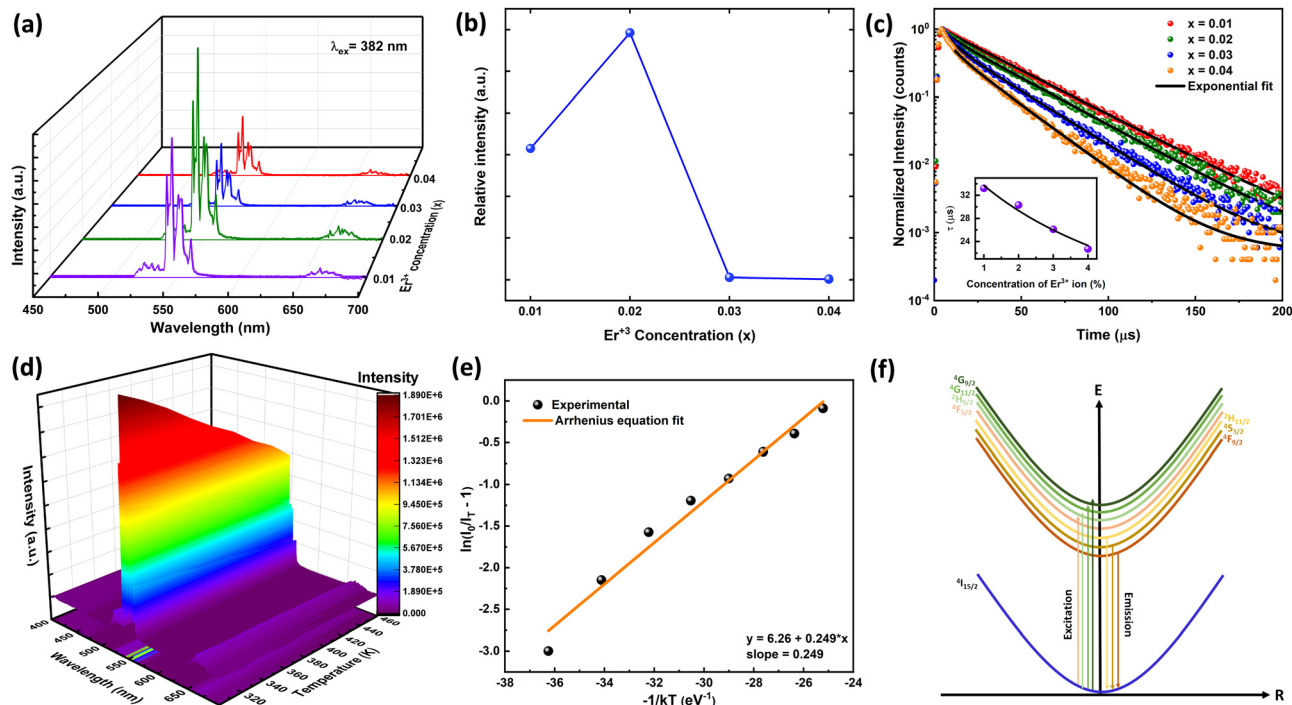 (a)
λex= 382 nm
Intensity (a.u.)
450
500
550
600
650
700
Wavelength (nm)
0.01
0.02
0.03
0.04
Er3+ concentration (x)
(b)
Relative intensity (a.u.)
0.01
0.02
0.03
0.04
Er+3 Concentration (x)
(c)
Normalized Intensity (counts)
10^0
10^-1
10^-2
10^-3
10^-4
x = 0.01
x = 0.02
x = 0.03
x = 0.04
Exponential fit
τ (μs)
32
28
24
1
2
3
4
Concentration of Er3+ ion (%)
0
50
100
150
200
Time (μs)
(d)
Intensity
1.890E+6
1.701E+6
1.512E+6
1.323E+6
1.134E+6
9.450E+5
7.560E+5
5.670E+5
3.780E+5
1.890E+5
0.000
Intensity (a.u.)
400
450
500
550
600
650
Wavelength (nm)
320
340
360
380
400
420
440
460
Temperature (K)
(e)
ln(I0/IT - 1)
0.0
-0.5
-1.0
-1.5
-2.0
-2.5
-3.0
Experimental
Arrhenius equation fit
y = 6.26 + 0.249*x
slope = 0.249
-38
-36
-34
-32
-30
-28
-26
-24
-1/kT (eV-1)
(f)
E
4G9/2
4G11/2
2H9/2
2H11/2
4S3/2
4F9/2
4I15/2
Excitation
Emission
R